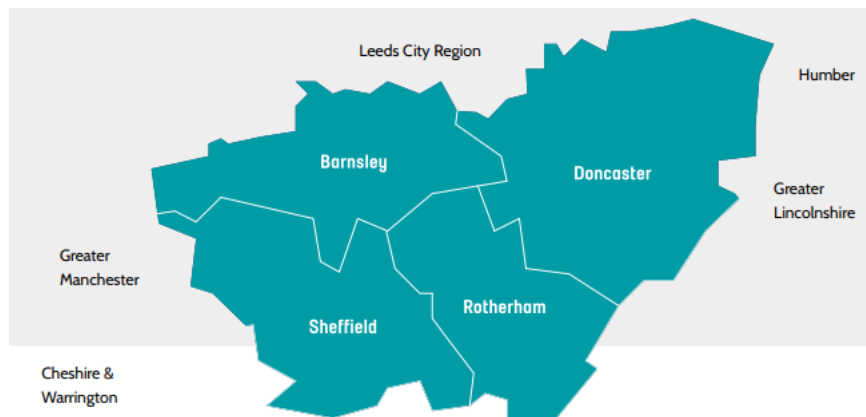 Leeds City Region
Humber
Barnsley
Doncaster
Greater
Lincolnshire
Greater
Manchester
Rotherham
Sheffield
Cheshire &
Warrington